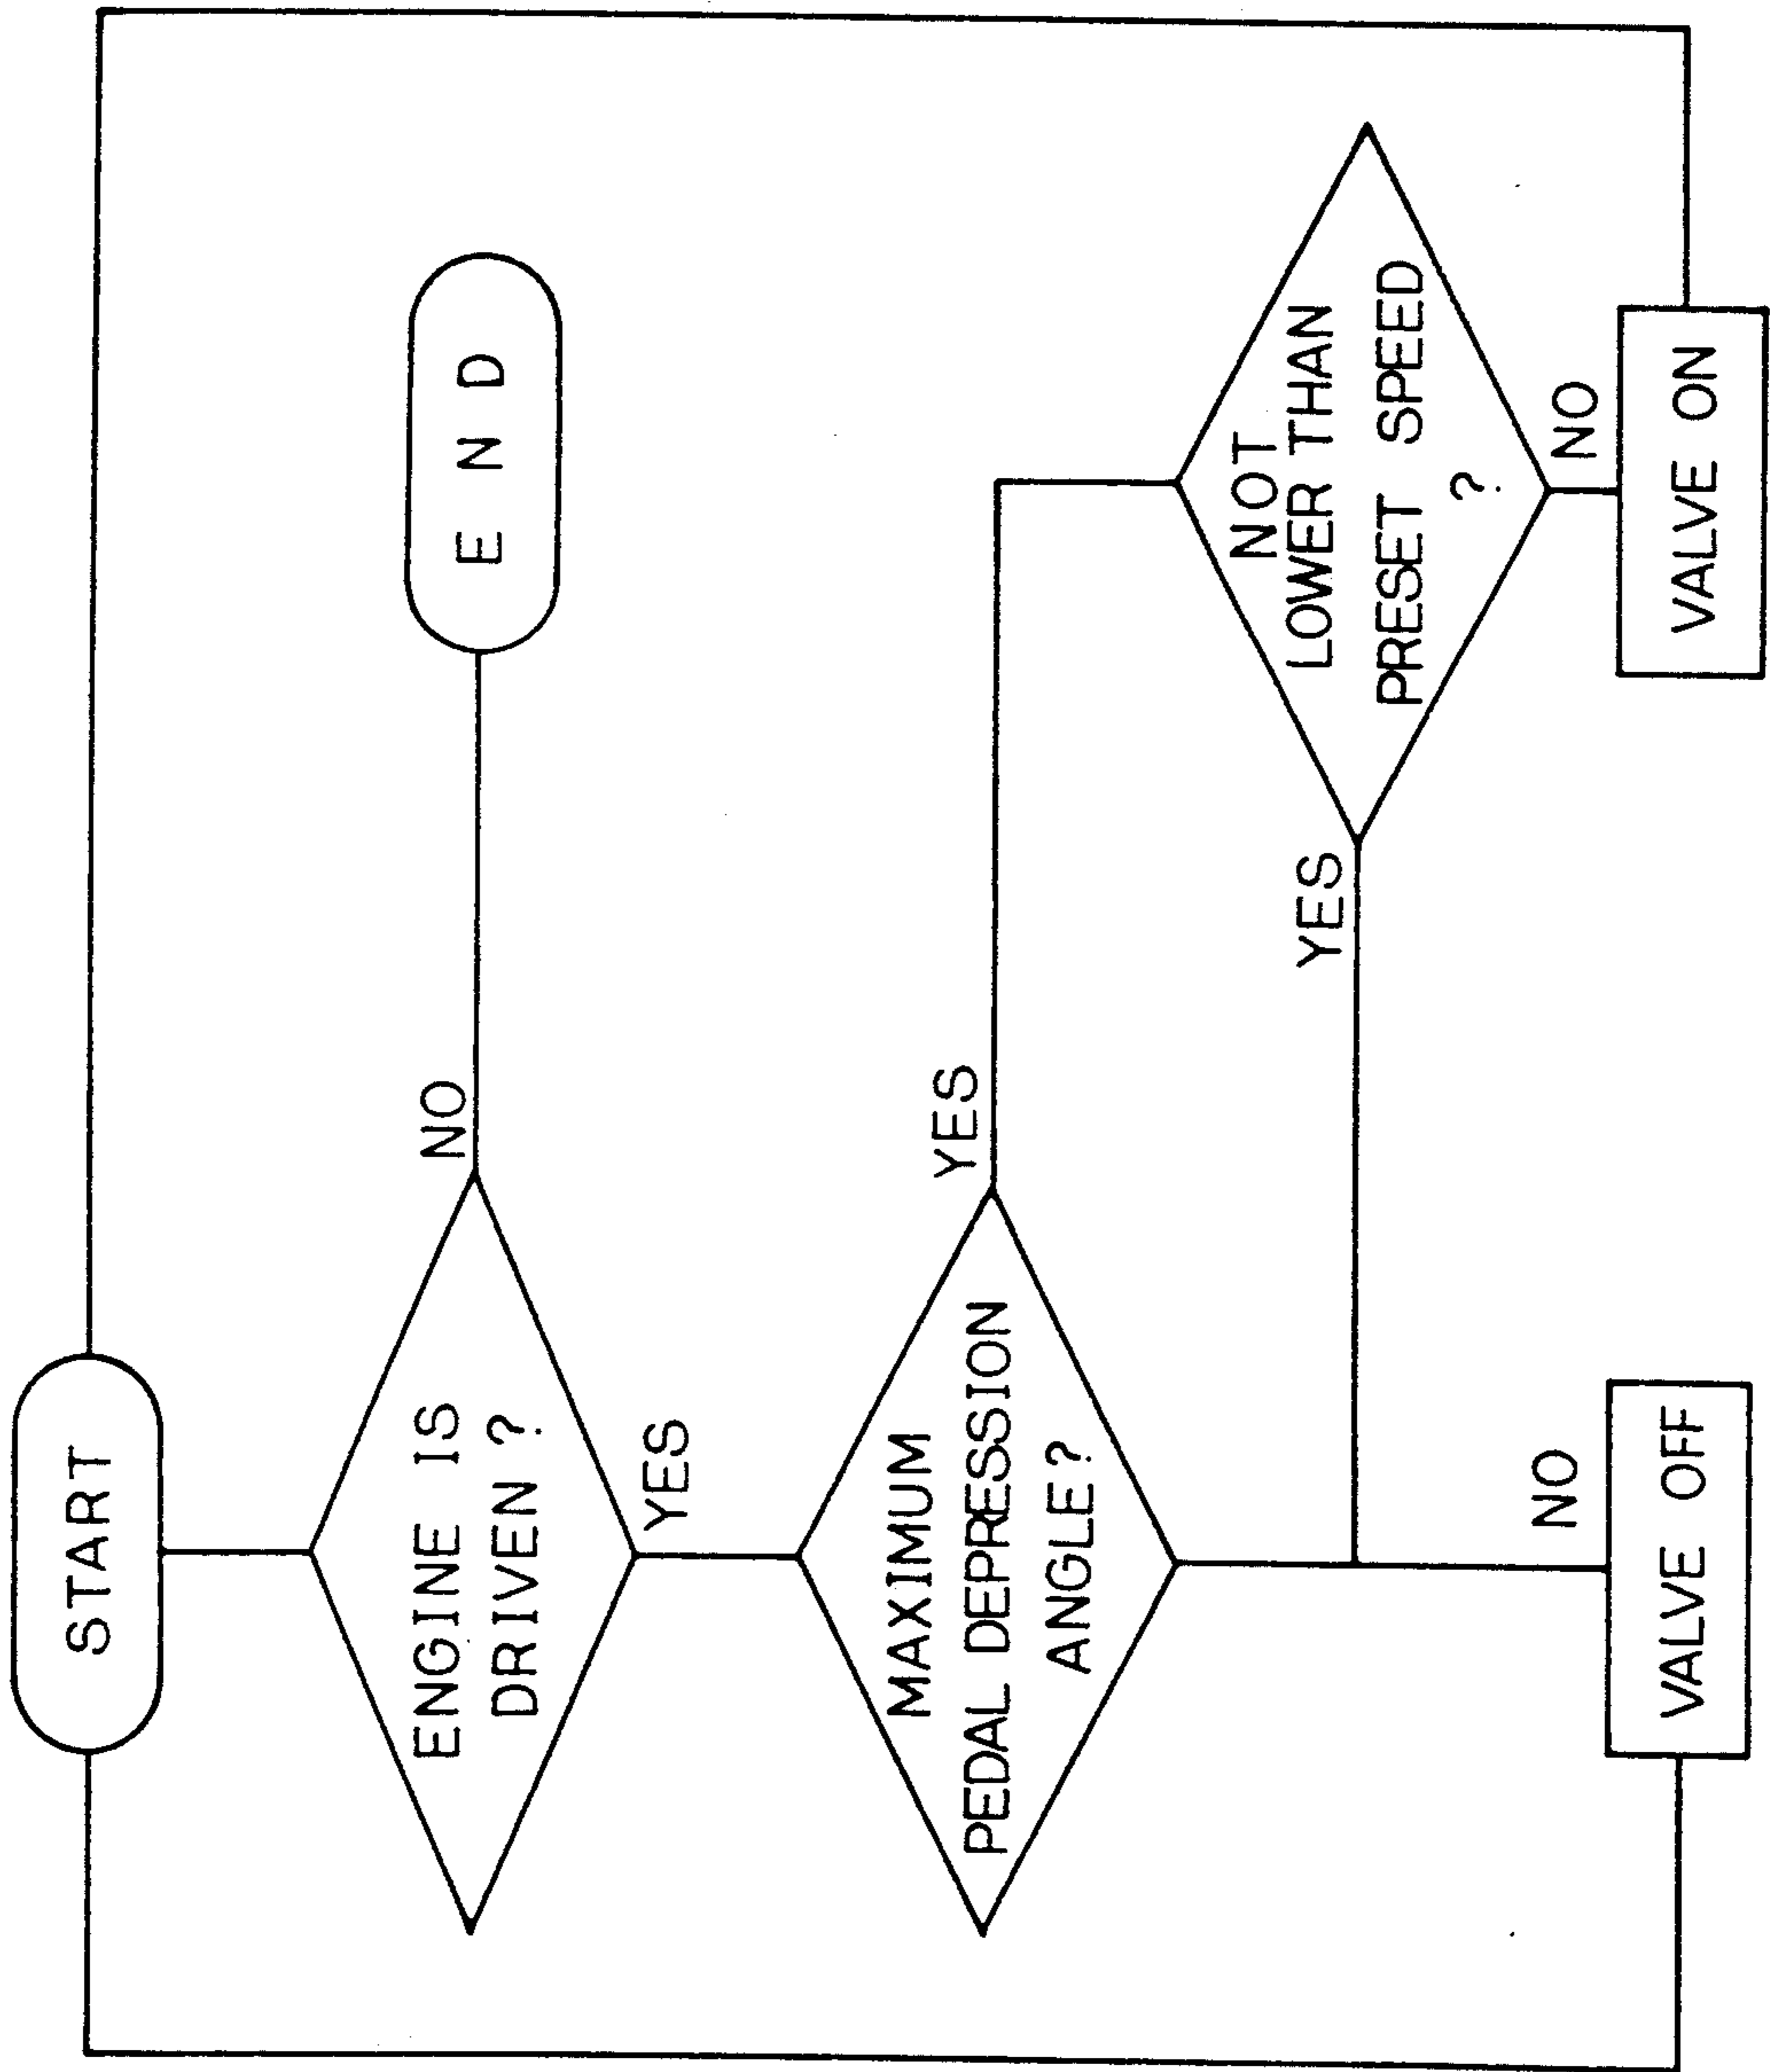 START
ENGINE IS
DRIVEN ?
NO
END
YES
MAXIMUM
PEDAL DEPRESSION
ANGLE?
YES
NOT
LOWER THAN
PRESET SPEED
?
YES
NO
NO
VALVE OFF
VALVE ON